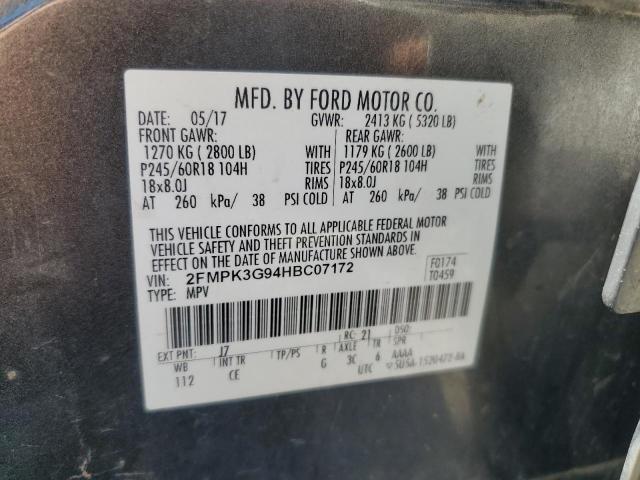 MFD. BY FORD MOTOR CO.
DATE: 05/17 GVWR: 2413 KG ( 5320 LB)
FRONT GAWR: REAR GAWR:
1270 KG ( 2800 LB) WITH 1179 KG ( 2600 LB) WITH
P245/60R18 104H TIRES P245/60R18 104H TIRES
18x8.0J RIMS 18x8.0J RIMS
AT 260 kPa/ 38 PSI COLD AT 260 kPa/ 38 PSI COLD
THIS VEHICLE CONFORMS TO ALL APPLICABLE FEDERAL MOTOR
VEHICLE SAFETY AND THEFT PREVENTION STANDARDS IN
EFFECT ON THE DATE OF MANUFACTURE SHOWN ABOVE.
VIN: 2FMPK3G94HBC07172 F0174
TYPE: MPV T0459
EXT PNT: J7 RC: 21 DSO:
WB INT TR TP/PS R AXLE TR SPR
112 CE G 3C 6 AAAA
UTC